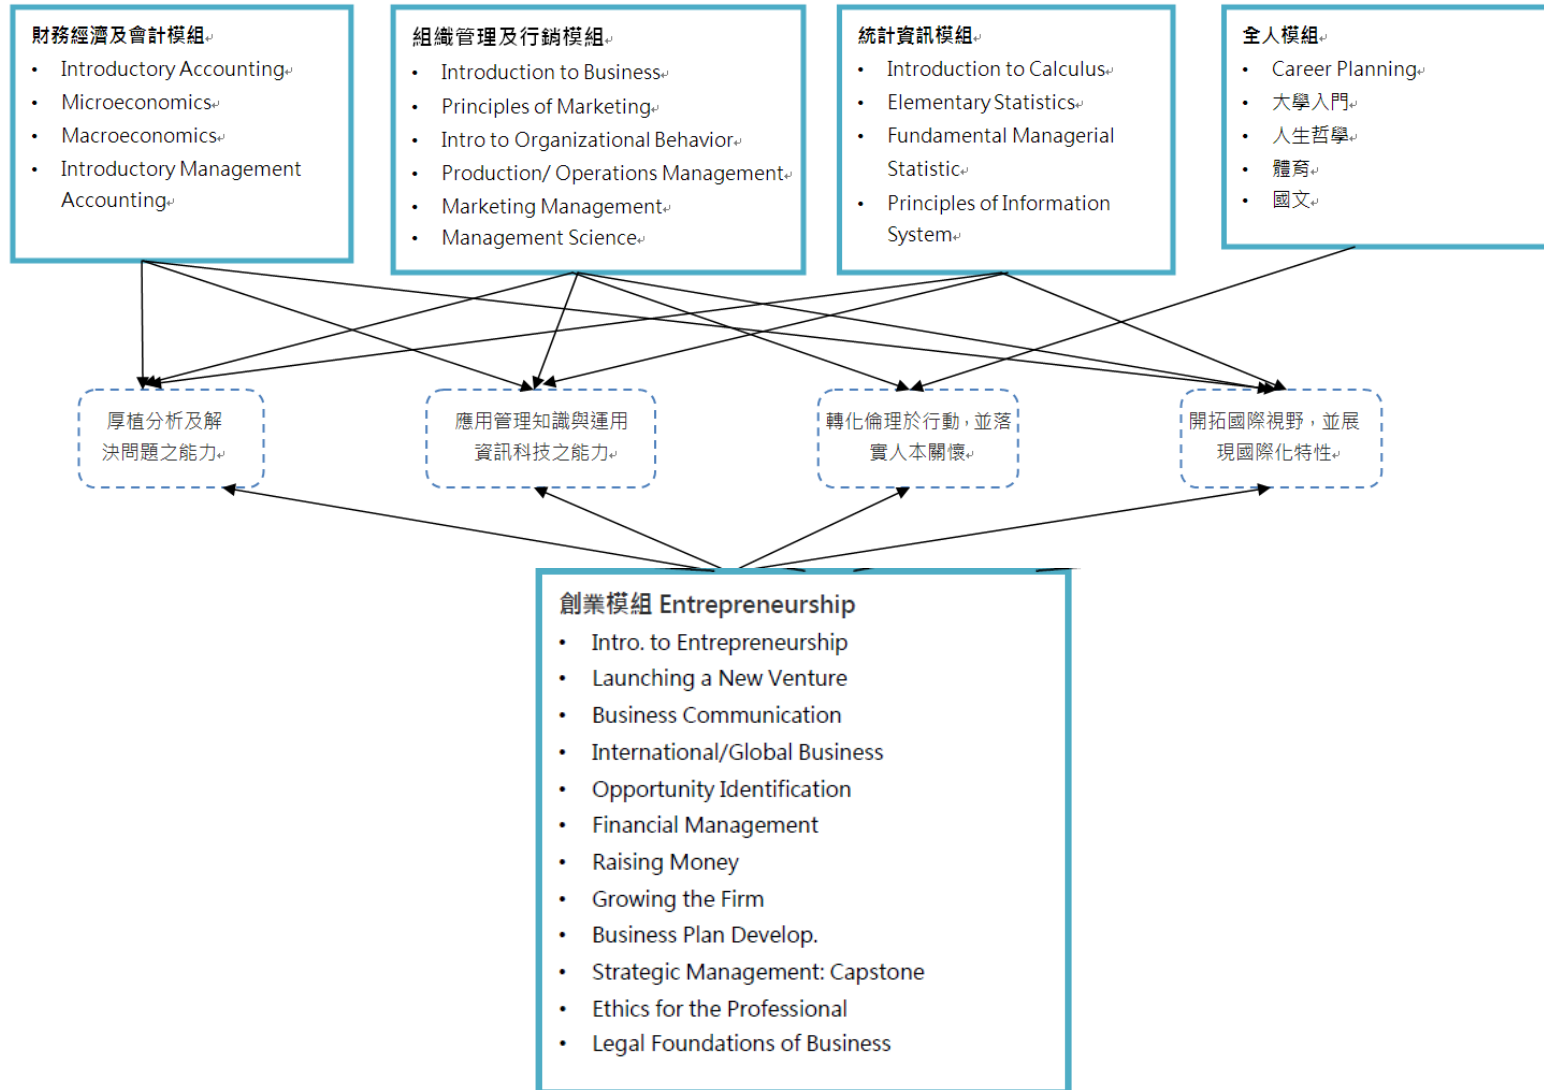 財務經濟及會計模組
• Introductory Accounting
• Microeconomics
• Macroeconomics
• Introductory Management
Accounting
組織管理及行銷模組
• Introduction to Business
• Principles of Marketing
• Intro to Organizational Behavior
• Production/ Operations Management
• Marketing Management
• Management Science
統計資訊模組
• Introduction to Calculus
• Elementary Statistics
• Fundamental Managerial
Statistic
• Principles of Information
System
全人模組
• Career Planning
• 大學入門
• 人生哲學
• 體育
• 國文
厚植分析及解
決問題之能力
應用管理知識與運用
資訊科技之能力
轉化倫理於行動，並落
實人本關懷
開拓國際視野，並展
現國際化特性
創業模組 Entrepreneurship
• Intro. to Entrepreneurship
• Launching a New Venture
• Business Communication
• International/Global Business
• Opportunity Identification
• Financial Management
• Raising Money
• Growing the Firm
• Business Plan Develop.
• Strategic Management: Capstone
• Ethics for the Professional
• Legal Foundations of Business